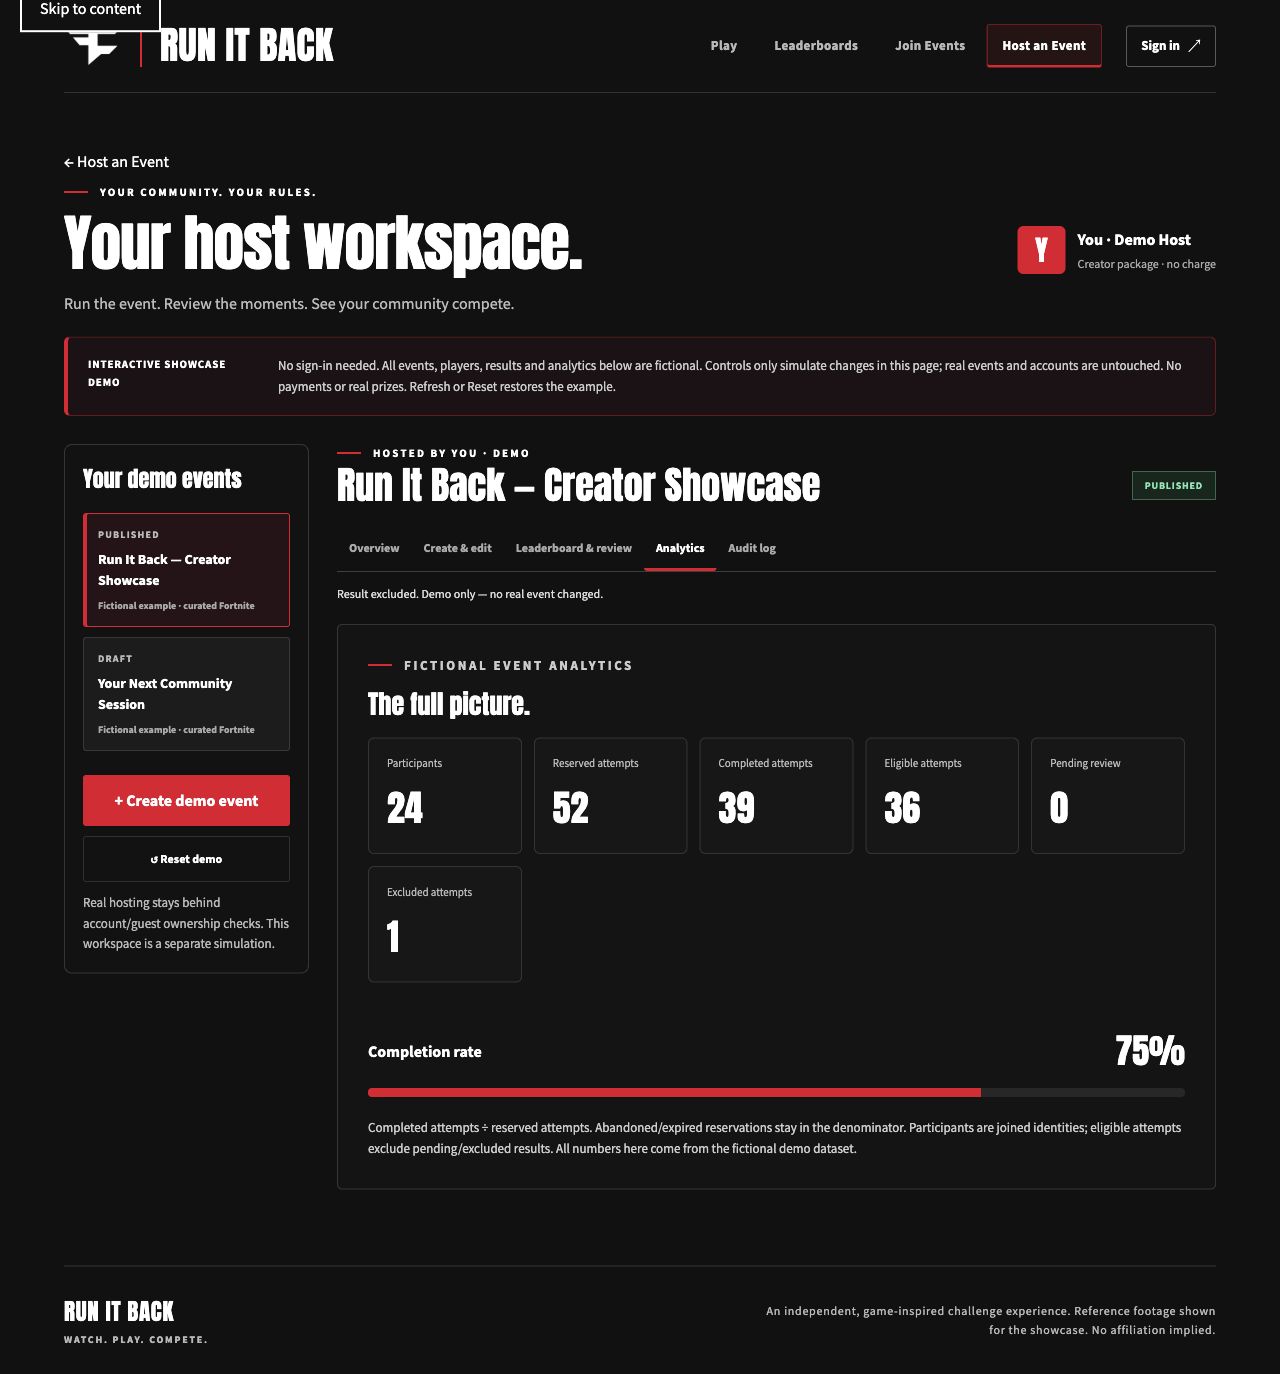 Skip to content
RUN IT BACK
Play
Leaderboards
Join Events
Host an Event
Sign in ↗
← Host an Event
YOUR COMMUNITY. YOUR RULES.
Your host workspace.
Run the event. Review the moments. See your community compete.
Y
You · Demo Host
Creator package · no charge
INTERACTIVE SHOWCASE
DEMO
No sign-in needed. All events, players, results and analytics below are fictional. Controls only simulate changes in this page; real events and accounts are untouched. No
payments or real prizes. Refresh or Reset restores the example.
Your demo events
PUBLISHED
Run It Back — Creator
Showcase
Fictional example · curated Fortnite
DRAFT
Your Next Community
Session
Fictional example · curated Fortnite
+ Create demo event
↺ Reset demo
Real hosting stays behind
account/guest ownership checks. This
workspace is a separate simulation.
HOSTED BY YOU · DEMO
Run It Back — Creator Showcase
PUBLISHED
Overview
Create & edit
Leaderboard & review
Analytics
Audit log
Result excluded. Demo only — no real event changed.
FICTIONAL EVENT ANALYTICS
The full picture.
Participants
24
Reserved attempts
52
Completed attempts
39
Eligible attempts
36
Pending review
0
Excluded attempts
1
Completion rate
75%
Completed attempts ÷ reserved attempts. Abandoned/expired reservations stay in the denominator. Participants are joined identities; eligible attempts
exclude pending/excluded results. All numbers here come from the fictional demo dataset.
RUN IT BACK
WATCH. PLAY. COMPETE.
An independent, game-inspired challenge experience. Reference footage shown
for the showcase. No affiliation implied.